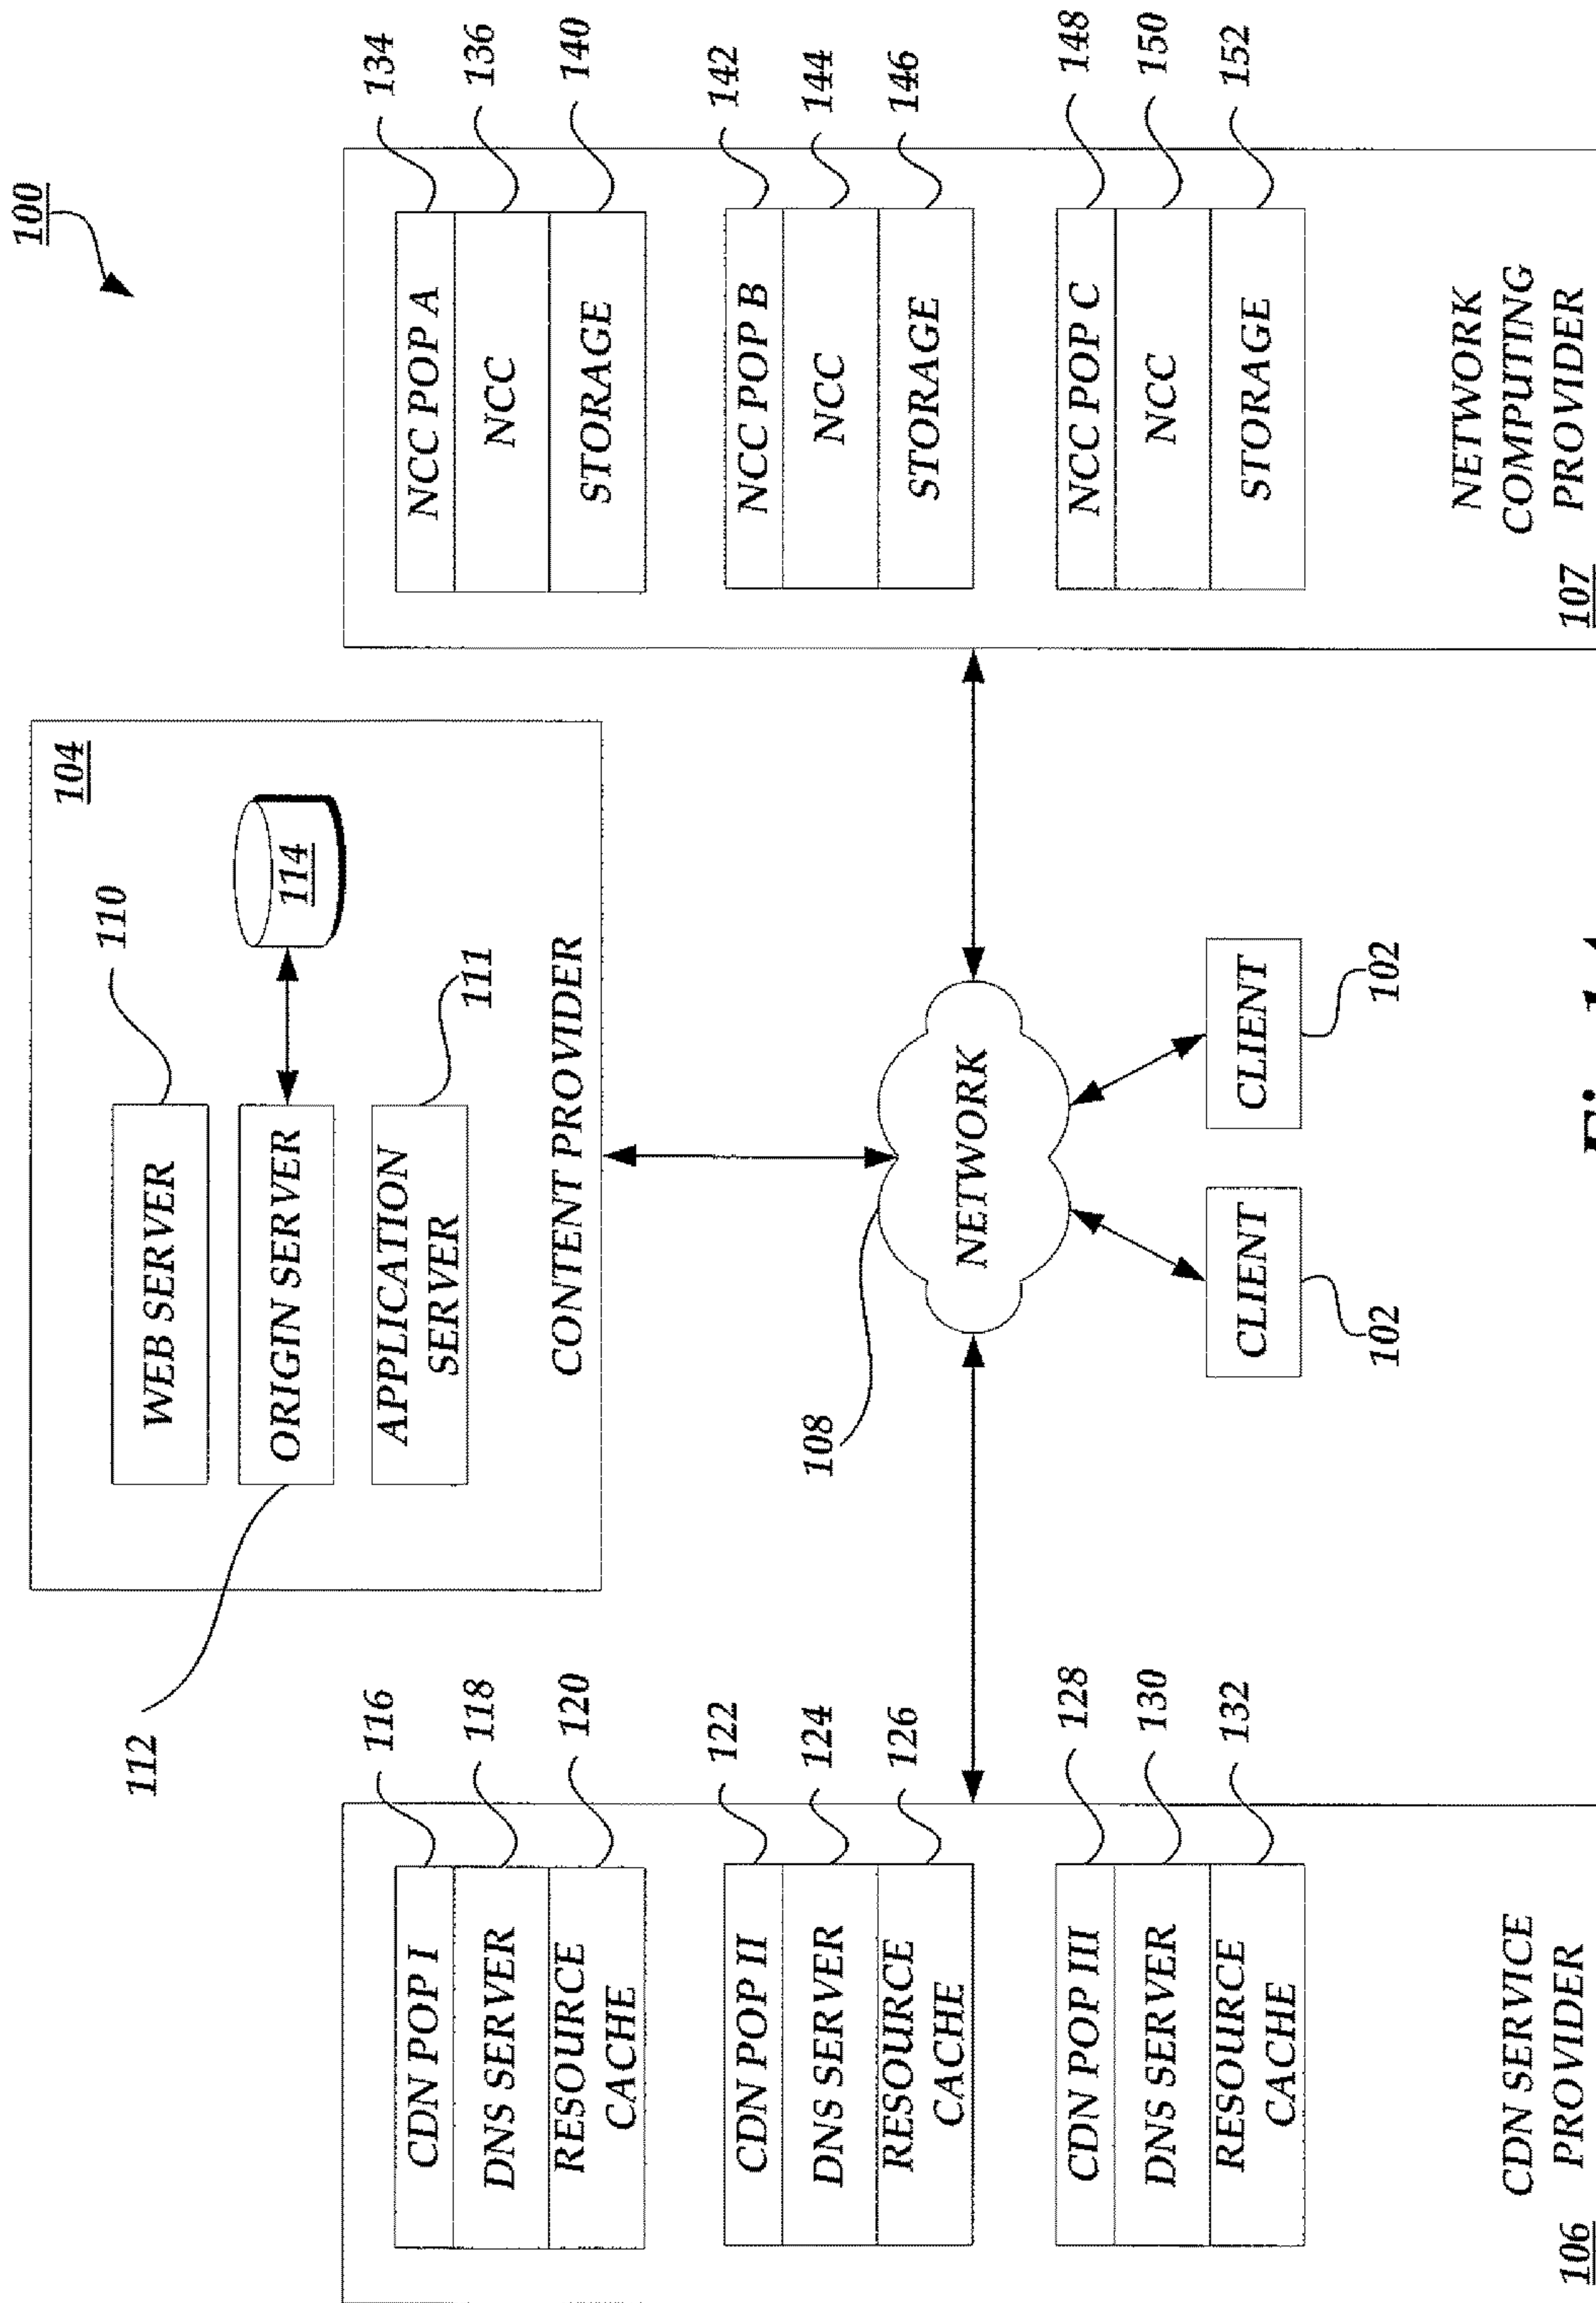 100
104
WEB SERVER
110
ORIGIN SERVER
114
112
APPLICATION
SERVER
111
CONTENT PROVIDER
CDN POP I
116
DNS SERVER
118
RESOURCE
CACHE
120
CDN POP II
122
DNS SERVER
124
RESOURCE
CACHE
126
CDN POP III
128
DNS SERVER
130
RESOURCE
CACHE
132
CDN SERVICE
106 PROVIDER
108
NETWORK
CLIENT
102
CLIENT
102
NCC POP A
134
NCC
136
STORAGE
140
NCC POP B
142
NCC
144
STORAGE
146
NCC POP C
148
NCC
150
STORAGE
152
NETWORK
COMPUTING
107 PROVIDER